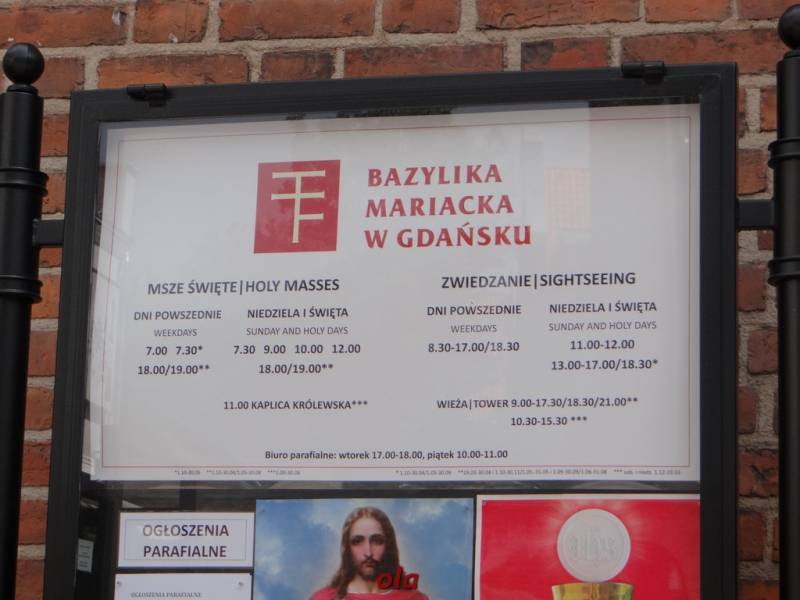 BAZYLIKA
MARIACKA
W GDAŃSKU
MSZE ŚWIĘTE|HOLY MASSES
DNI POWSZEDNIE
WEEKDAYS
7.00 7.30*
18.00/19.00**
NIEDZIELA I ŚWIĘTA
SUNDAY AND HOLY DAYS
7.30 9.00 10.00 12.00
18.00/19.00**
11.00 KAPLICA KRÓLEWSKA***
ZWIEDZANIE|SIGHTSEEING
DNI POWSZEDNIE
WEEKDAYS
8.30-17.00/18.30
NIEDZIELA I ŚWIĘTA
SUNDAY AND HOLY DAYS
11.00-12.00
13.00-17.00/18.30*
WIEŻA|TOWER 9.00-17.30/18.30/21.00**
10.30-15.30 ***
Biuro parafialne: wtorek 17.00-18.00, piątek 10.00-11.00
OGŁOSZENIA
PARAFIALNE
OGŁOSZENIA PARAFIALNE
ola